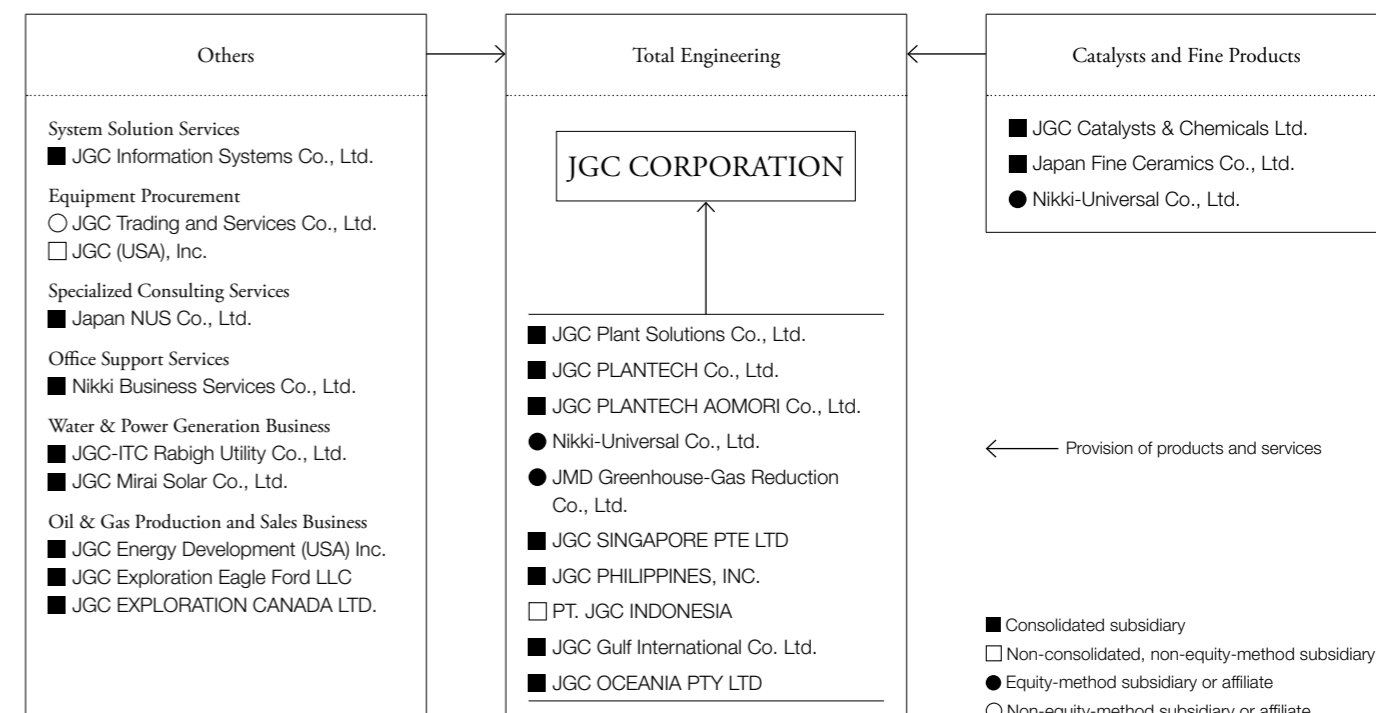 Others
System Solution Services
■ JGC Information Systems Co., Ltd.
Equipment Procurement
○ JGC Trading and Services Co., Ltd.
□ JGC (USA), Inc.
Specialized Consulting Services
■ Japan NUS Co., Ltd.
Office Support Services
■ Nikki Business Services Co., Ltd.
Water & Power Generation Business
■ JGC-ITC Rabigh Utility Co., Ltd.
■ JGC Mirai Solar Co., Ltd.
Oil & Gas Production and Sales Business
■ JGC Energy Development (USA) Inc.
■ JGC Exploration Eagle Ford LLC
■ JGC EXPLORATION CANADA LTD.
Total Engineering
JGC CORPORATION
■ JGC Plant Solutions Co., Ltd.
■ JGC PLANTECH Co., Ltd.
■ JGC PLANTECH AOMORI Co., Ltd.
● Nikki-Universal Co., Ltd.
● JMD Greenhouse-Gas Reduction
Co., Ltd.
■ JGC SINGAPORE PTE LTD
■ JGC PHILIPPINES, INC.
□ PT. JGC INDONESIA
■ JGC Gulf International Co. Ltd.
■ JGC OCEANIA PTY LTD
Catalysts and Fine Products
■ JGC Catalysts & Chemicals Ltd.
■ Japan Fine Ceramics Co., Ltd.
● Nikki-Universal Co., Ltd.
Provision of products and services
■ Consolidated subsidiary
□ Non-consolidated, non-equity-method subsidiary
● Equity-method subsidiary or affiliate
○ Non-equity-method subsidiary or affiliate